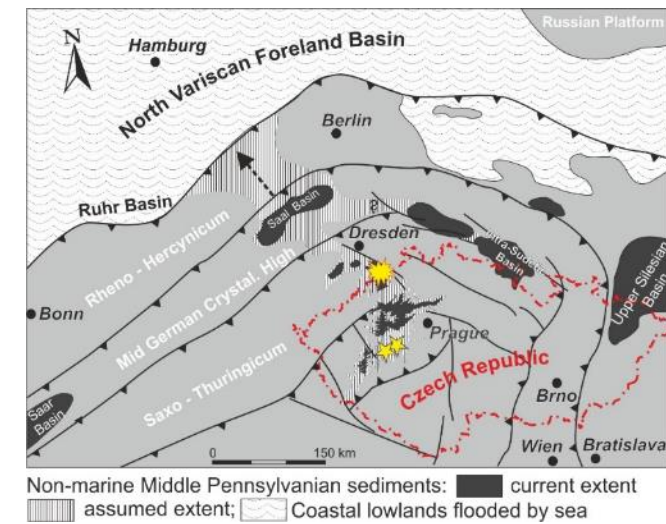 Russian Platform
N
Hamburg
North Variscan Foreland Basin
Berlin
Ruhr Basin
Saal Basin
?
Dresden
Intra-Sudetic
Basin
Rheno - Hercynicum
Upper Silesian
Basin
Mid German Crystal. High
Bonn
Prague
Saxo - Thuringicum
Czech Republic
Saar
Basin
Brno
Wien
Bratislava
0
150 km
Non-marine Middle Pennsylvanian sediments: current extent
assumed extent; Coastal lowlands flooded by sea